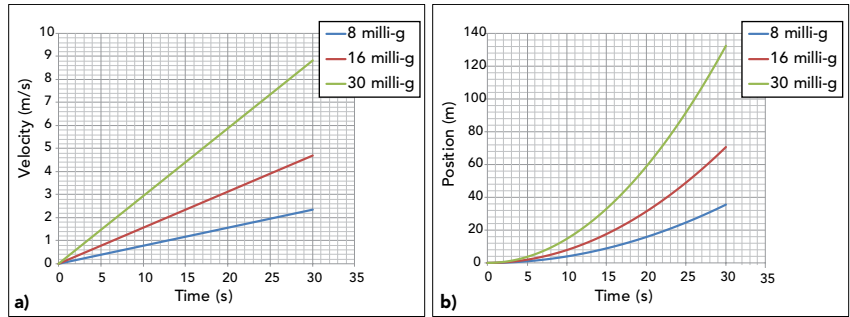 10
9
8
7
6
5
4
3
2
1
0
Velocity (m/s)
0 5 10 15 20 25 30 35
Time (s)
8 milli-g
16 milli-g
30 milli-g
a)
140
120
100
80
60
40
20
0
Position (m)
0 5 10 15 20 25 30 35
Time (s)
8 milli-g
16 milli-g
30 milli-g
b)